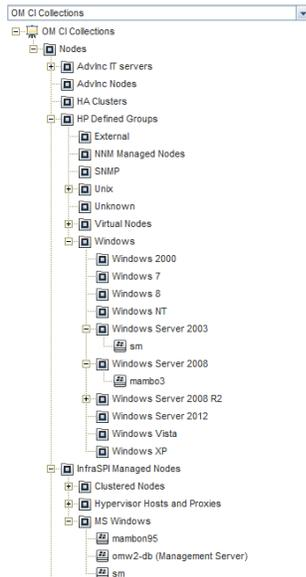 OM CI Collections
OM CI Collections
Nodes
AdvInc IT servers
AdvInc Nodes
HA Clusters
HP Defined Groups
External
NNM Managed Nodes
SNMP
Unix
Unknown
Virtual Nodes
Windows
Windows 2000
Windows 7
Windows 8
Windows NT
Windows Server 2003
sm
Windows Server 2008
mambo3
Windows Server 2008 R2
Windows Server 2012
Windows Vista
Windows XP
InfraSPI Managed Nodes
Clustered Nodes
Hypervisor Hosts and Proxies
MS Windows
mambon95
omw2-db (Management Server)
sm